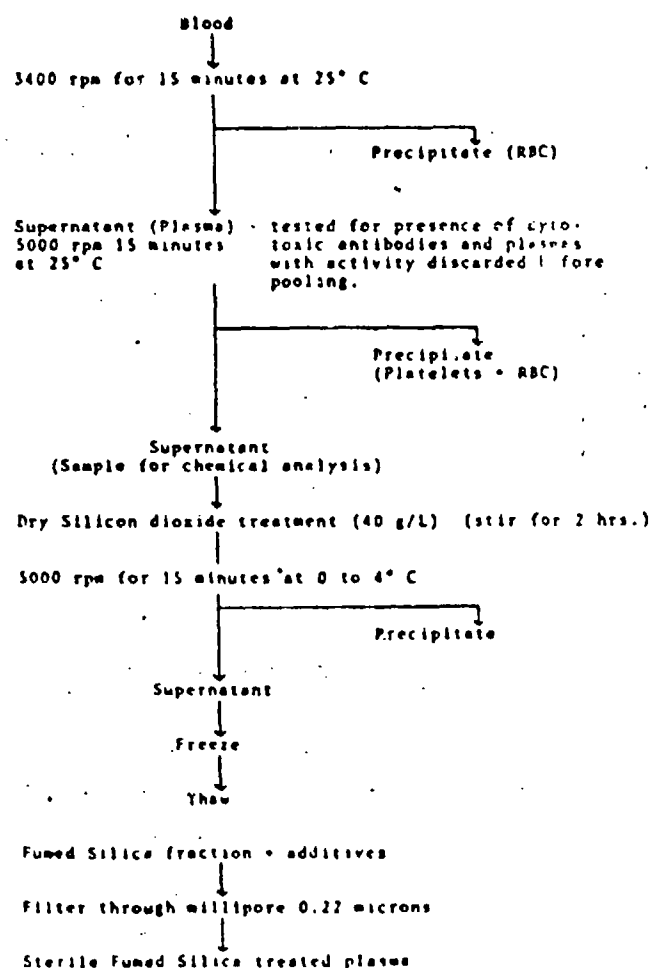 Blood
3400 rpm for 15 minutes at 25° C
Precipitate (RBC)
Supernatant (Plasma) - tested for presence of cyto-
5000 rpm 15 minutes toxic antibodies and plasmas
at 25° C with activity discarded before
pooling.
Precipitate
(Platelets + RBC)
Supernatant
(Sample for chemical analysis)
Dry Silicon dioxide treatment (40 g/L) (stir for 2 hrs.)
5000 rpm for 15 minutes at 0 to 4° C
Precipitate
Supernatant
Freeze
Thaw
Fumed Silica fraction + additives
Filter through millipore 0.22 microns
Sterile Fumed Silica treated plasma